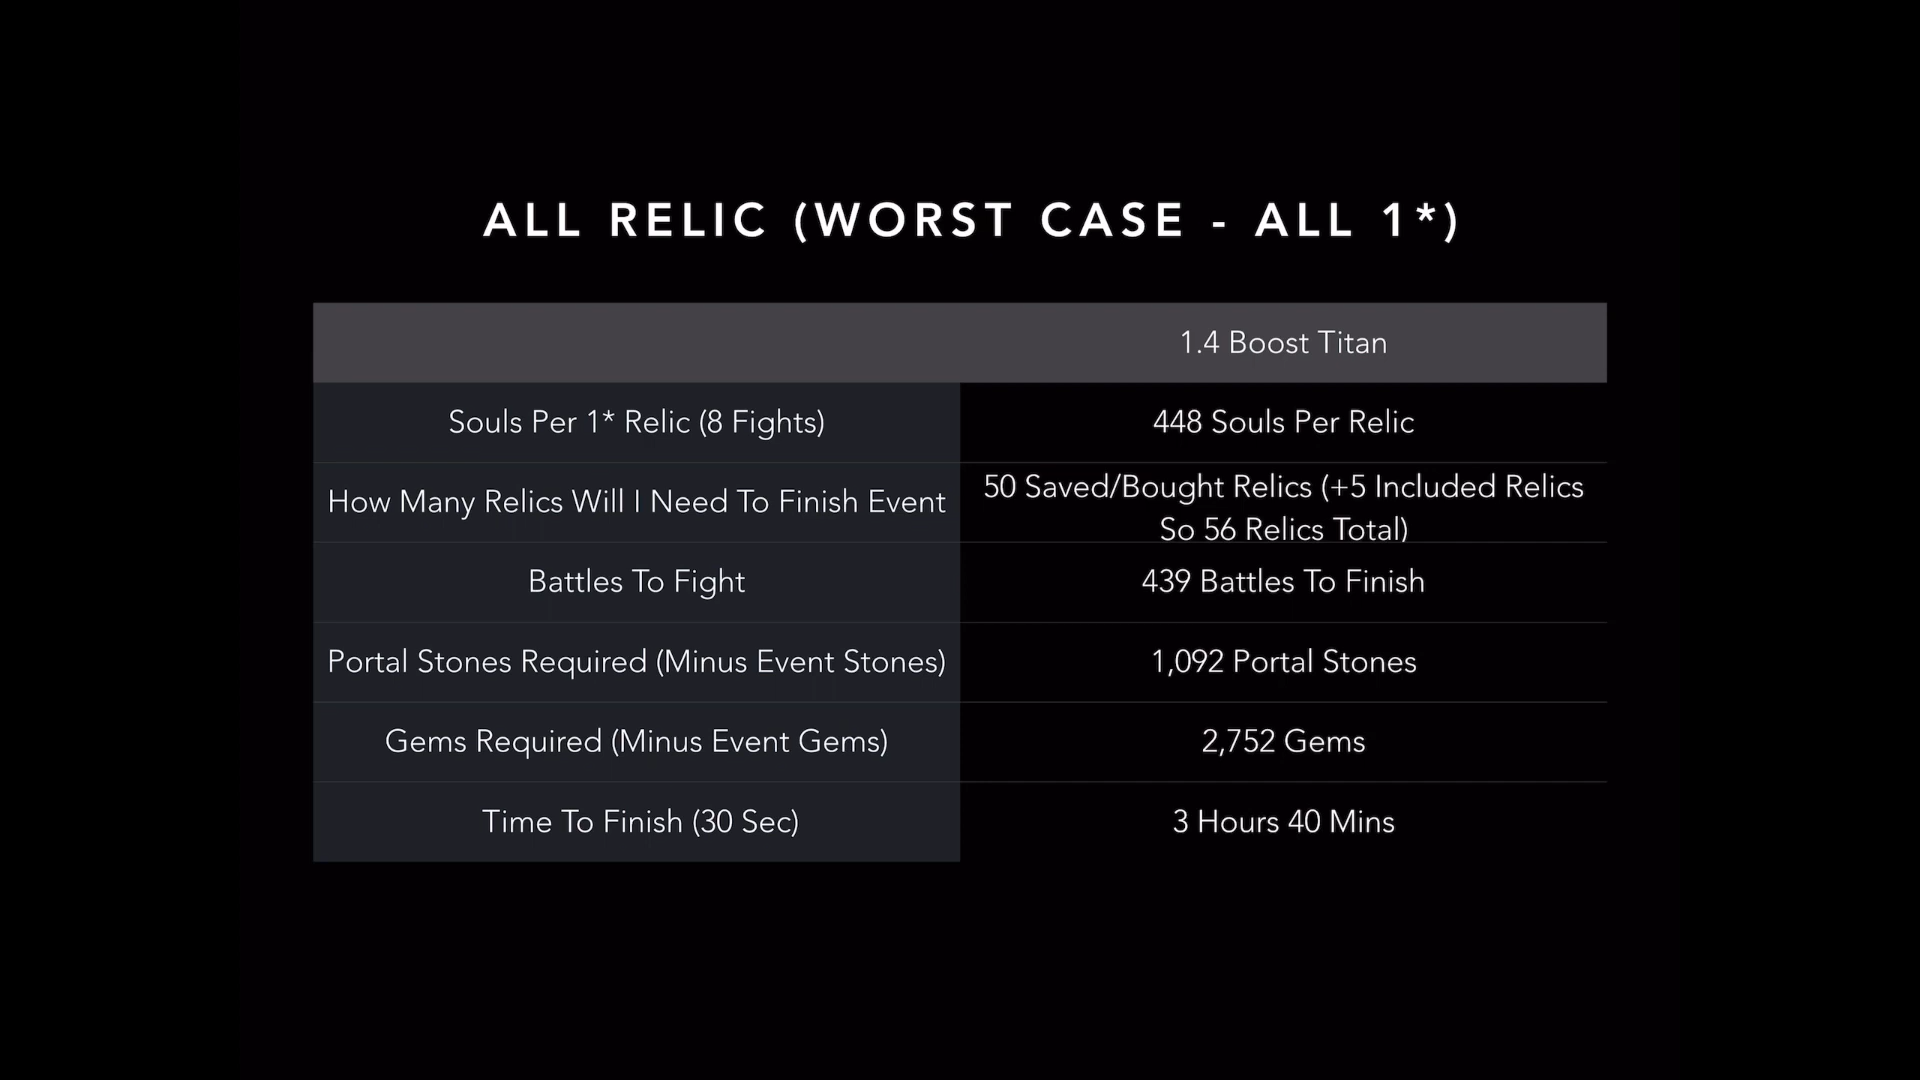 ALL RELIC (WORST CASE - ALL 1*)
1.4 Boost Titan
Souls Per 1* Relic (8 Fights)
448 Souls Per Relic
How Many Relics Will I Need To Finish Event
50 Saved/Bought Relics (+5 Included Relics
So 56 Relics Total)
Battles To Fight
439 Battles To Finish
Portal Stones Required (Minus Event Stones)
1,092 Portal Stones
Gems Required (Minus Event Gems)
2,752 Gems
Time To Finish (30 Sec)
3 Hours 40 Mins